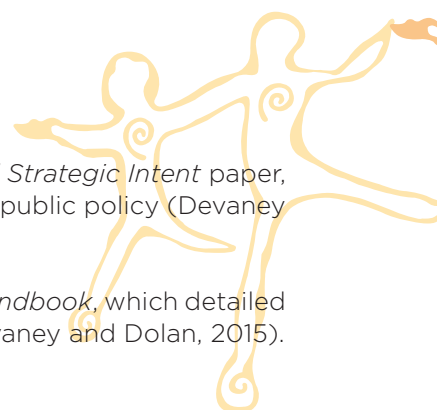 Strategic Intent paper,
public policy (Devaney
ndbook, which detailed
vaney and Dolan, 2015).